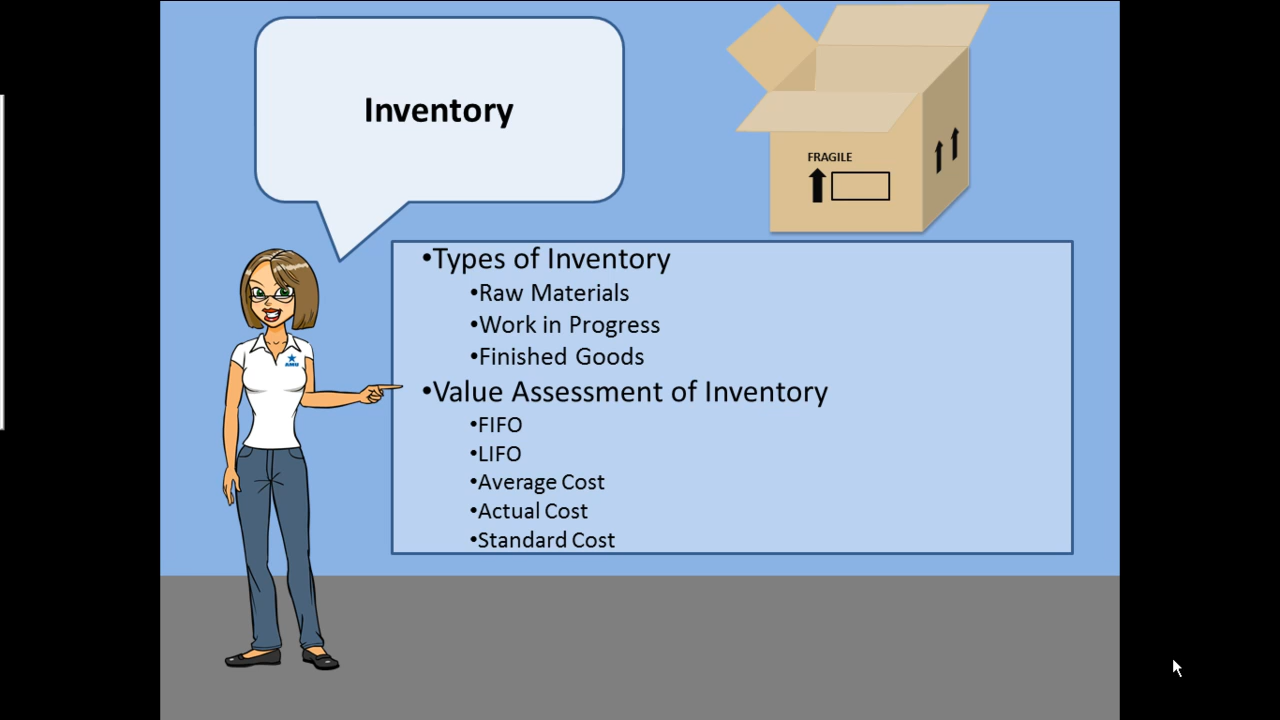 Inventory
FRAGILE
•Types of Inventory
•Raw Materials
•Work in Progress
•Finished Goods
AMU
•Value Assessment of Inventory
•FIFO
•LIFO
•Average Cost
•Actual Cost
•Standard Cost